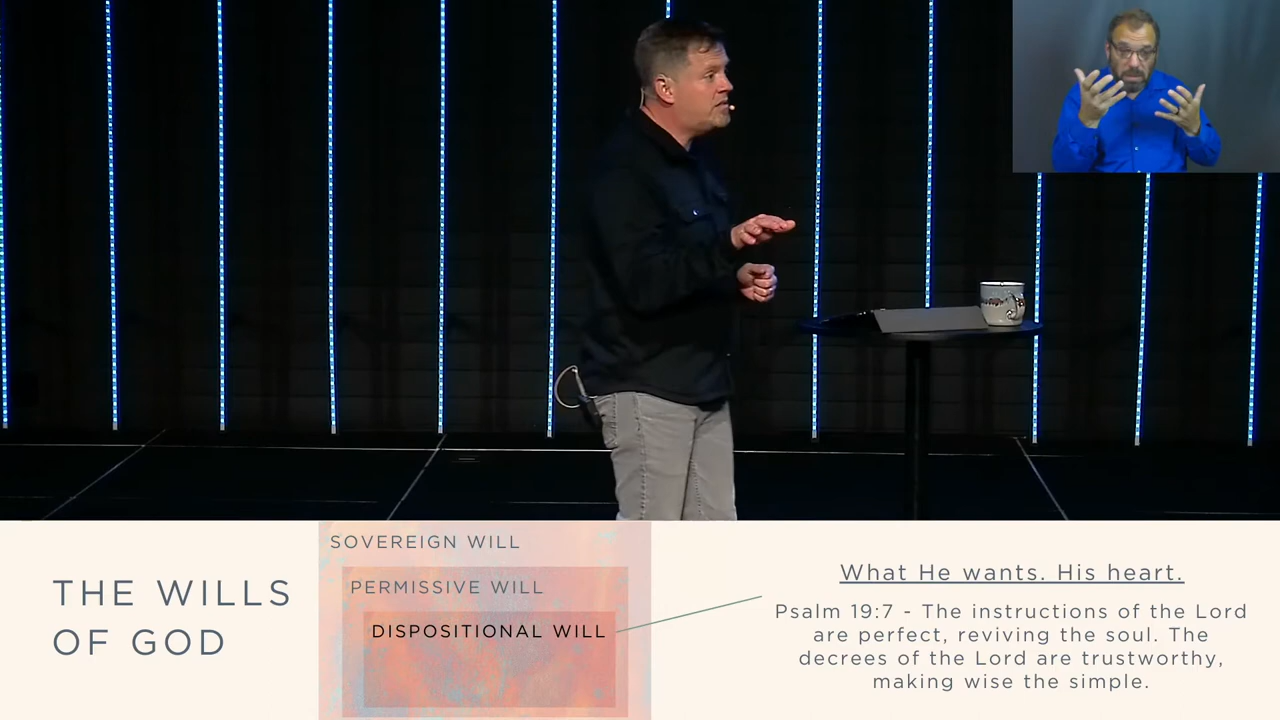 THE WILLS
OF GOD
SOVEREIGN WILL
PERMISSIVE WILL
DISPOSITIONAL WILL
What He wants. His heart.
Psalm 19:7 - The instructions of the Lord
are perfect, reviving the soul. The
decrees of the Lord are trustworthy,
making wise the simple.